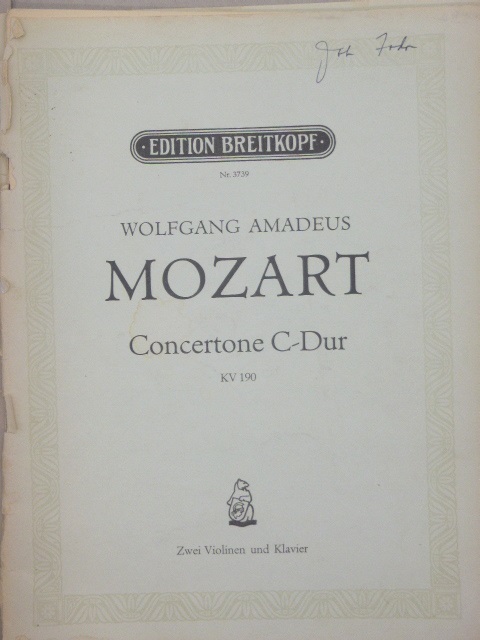 EDITION BREITKOPF
Nr. 3739
WOLFGANG AMADEUS
MOZART
Concertone C-Dur
KV 190
Zwei Violinen und Klavier